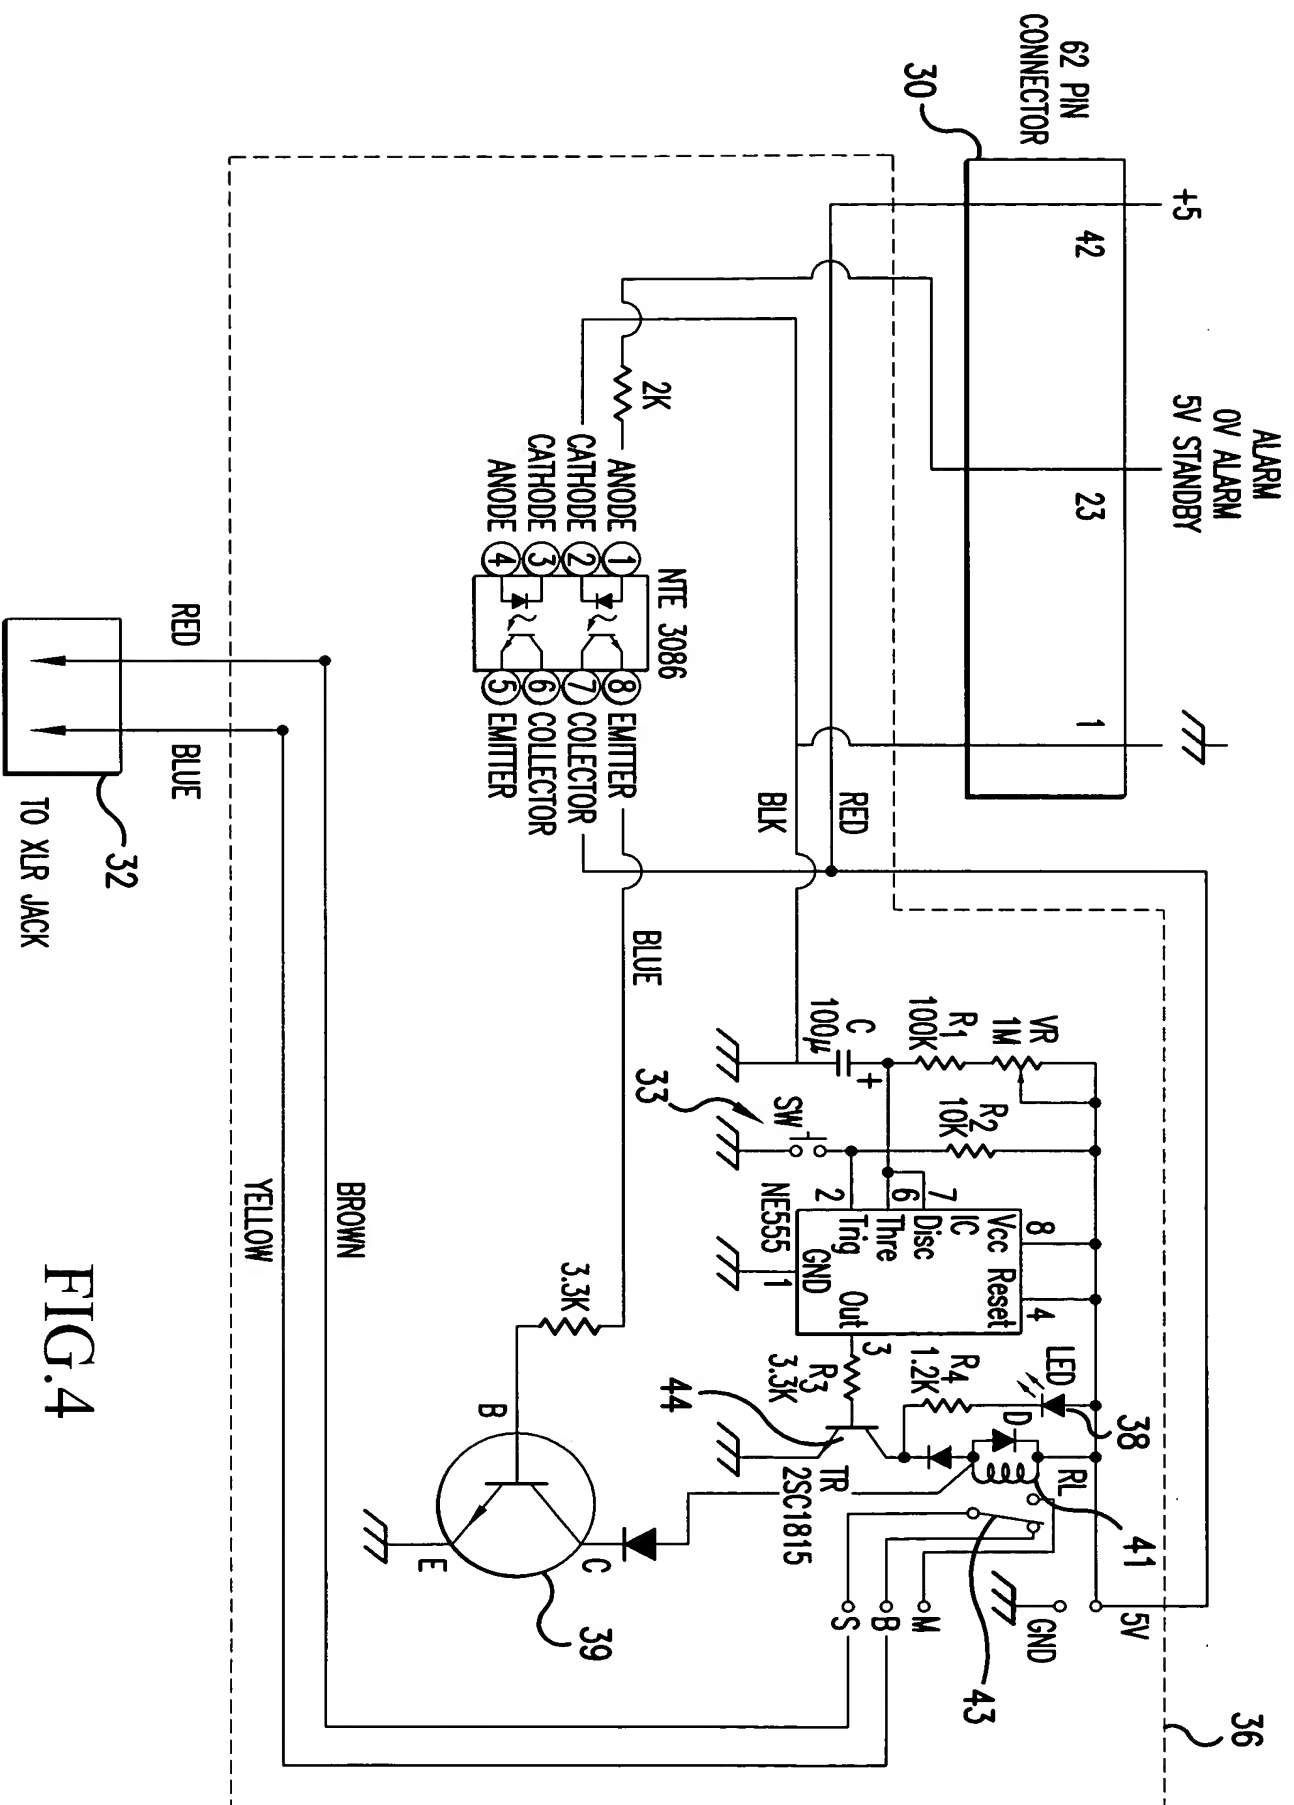 62 PIN
CONNECTOR
30
+5
42
ALARM
0V ALARM
5V STANDBY
23
1
RED
BLK
2K
ANODE
CATHODE
CATHODE
ANODE
1
2
3
4
NTE 3086
8
7
6
5
EMITTER
COLECTOR
COLLECTOR
EMITTER
BLUE
RED
BLUE
32
TO XLR JACK
36
VR
1M
R1
100K
C
100μ
+
R2
10K
SW
33
7
6
2
IC
Disc
Thre
Trig
8
Vcc
4
Reset
NE555
GND
1
Out
3
R3
3.3K
LED
38
R4
1.2K
D
RL
41
44
TR
2SC1815
5V
GND
43
M
B
S
3.3K
B
C
E
39
BROWN
YELLOW
FIG.4